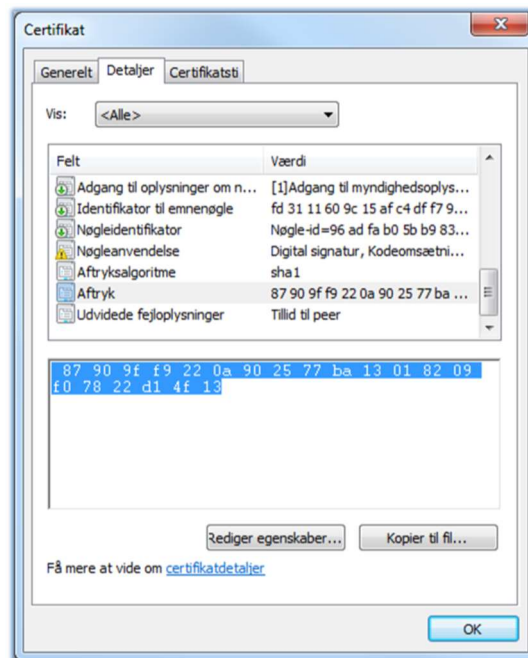 Certifikat
Generelt Detaljer Certifikatsti
Vis: <Alle>
Felt Værdi
Adgang til oplysninger om n... [1]Adgang til myndighedsoplys...
Identifikator til emnenøgle fd 31 11 60 9c 15 af c4 df f7 9...
Nøgleidentifikator Nøgle-id=96 ad fa b0 5b b9 83...
Nøgleanvendelse Digital signatur, Kodeomsætni...
Aftryksalgoritme sha1
Aftryk 87 90 9f f9 22 0a 90 25 77 ba ...
Udvidede fejloplysninger Tillid til peer
87 90 9f f9 22 0a 90 25 77 ba 13 01 82 09
f0 78 22 d1 4f 13
Rediger egenskaber... Kopier til fil...
Få mere at vide om certifikatdetaljer
OK